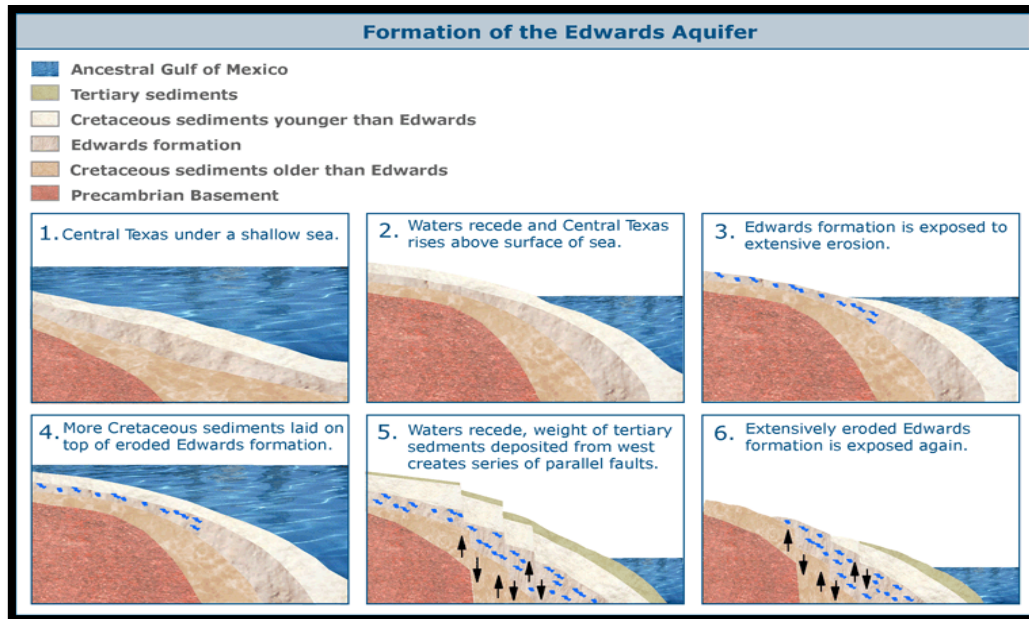 Formation of the Edwards Aquifer
Ancestral Gulf of Mexico
Tertiary sediments
Cretaceous sediments younger than Edwards
Edwards formation
Cretaceous sediments older than Edwards
Precambrian Basement
1. Central Texas under a shallow sea.
2. Waters recede and Central Texas
rises above surface of sea.
3. Edwards formation is exposed to
extensive erosion.
4. More Cretaceous sediments laid on
top of eroded Edwards formation.
5. Waters recede, weight of tertiary
sedments deposited from west
creates series of parallel faults.
6. Extensively eroded Edwards
formation is exposed again.